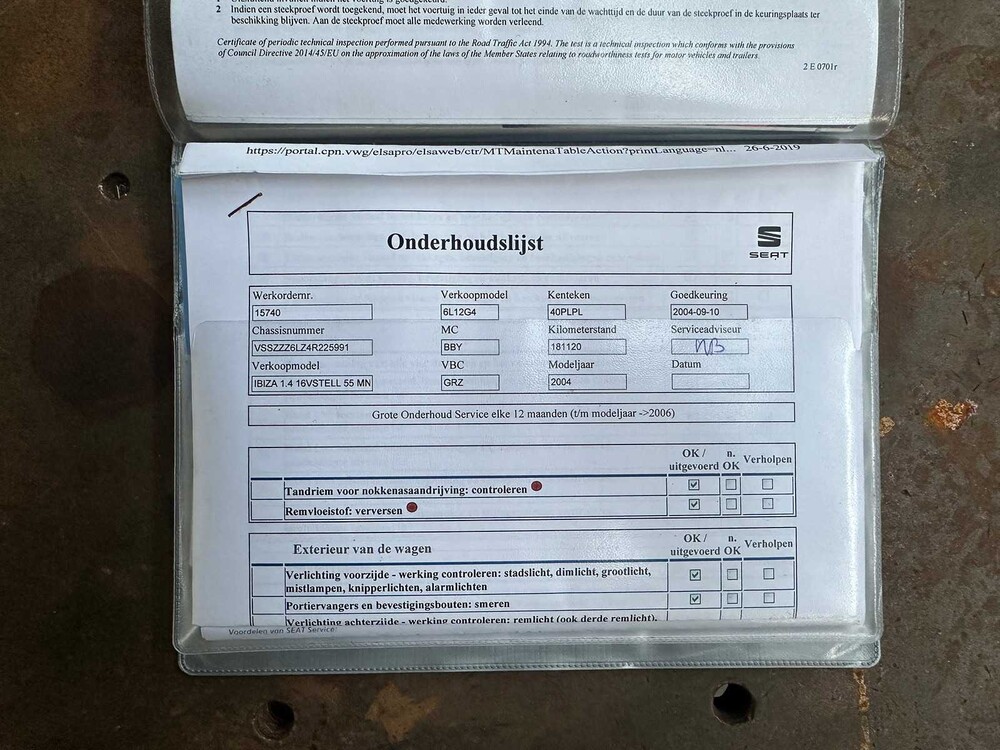 2 Indien een steekproef wordt toegekend, moet het voertuig in ieder geval tot het einde van de wachttijd en de duur van de steekproef in de keuringsplaats ter
beschikking blijven. Aan de steekproef moet alle medewerking worden verleend.
Certificate of periodic technical inspection performed pursuant to the Road Traffic Act 1994. The test is a technical inspection which conforms with the provisions
of Council Directive 2014/45/EU on the approximation of the laws of the Member States relating to roadworthiness tests for motor vehicles and trailers.
2 E 0701r
https://portal.cpn.vwg/elsapro/elsaweb/ctr/MTMaintenaTableAction?printLanguage=nl... 26-6-2019
Onderhoudslijst
SEAT
Werkordernr. Verkoopmodel Kenteken Goedkeuring
15740 6L12G4 40PLPL 2004-09-10
Chassisnummer MC Kilometerstand Serviceadviseur
VSSZZZ6LZ4R225991 BBY 181120
Verkoopmodel VBC Modeljaar Datum
IBIZA 1.4 16VSTELL 55 MN GRZ 2004
Grote Onderhoud Service elke 12 maanden (t/m modeljaar ->2006)
OK / n. Verholpen
uitgevoerd OK
Tandriem voor nokkenasaandrijving: controleren
Remvloeistof: verversen
Exterieur van de wagen OK / n. Verholpen
uitgevoerd OK
Verlichting voorzijde - werking controleren: stadslicht, dimlicht, grootlicht,
mistlampen, knipperlichten, alarmlichten
Portiervangers en bevestigingsbouten: smeren
Verlichting achterzijde - werking controleren: remlicht (ook derde remlicht),
Voordelen van SEAT Service: